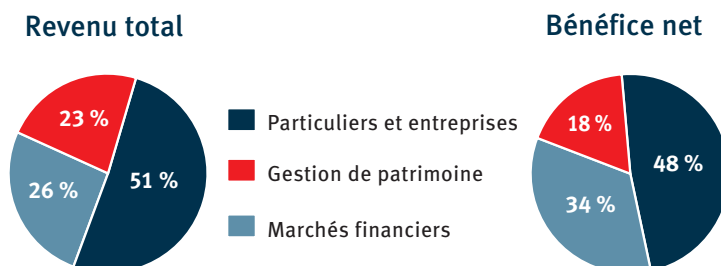 Revenu total
23 %
51 %
26 %
Particuliers et entreprises
Gestion de patrimoine
Marchés financiers
Bénéfice net
18 %
48 %
34 %